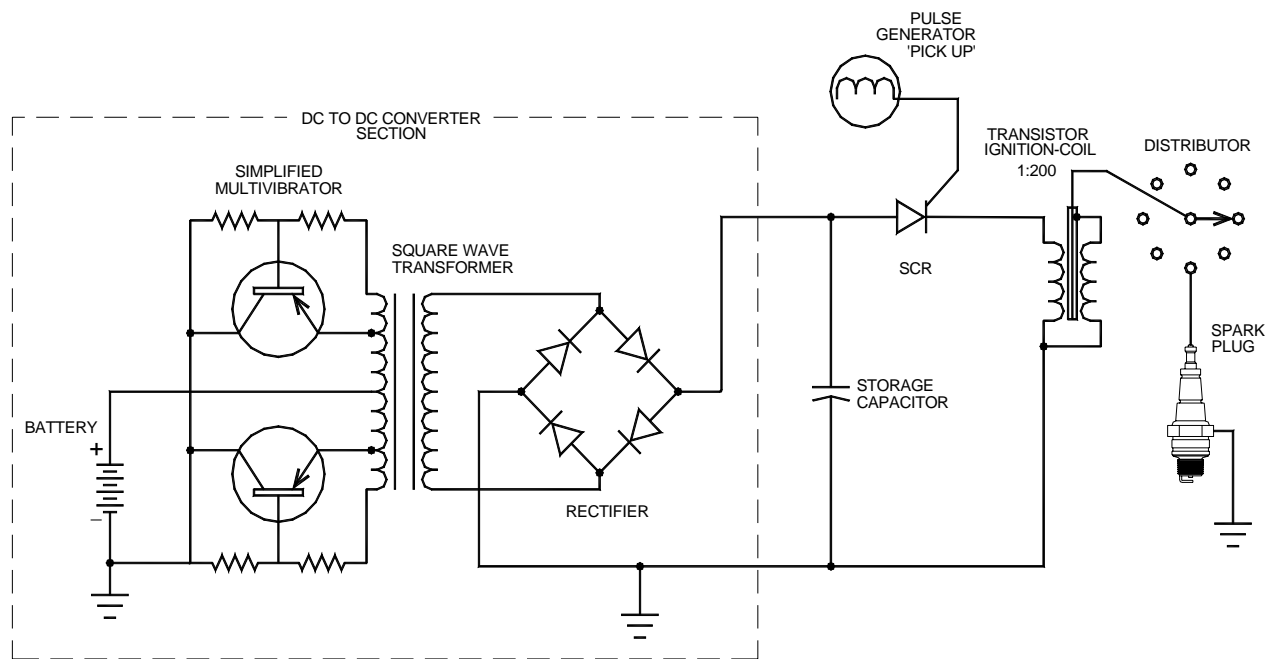 PULSE
GENERATOR
'PICK UP'
DC TO DC CONVERTER
SECTION
SIMPLIFIED
MULTIVIBRATOR
TRANSISTOR
IGNITION-COIL
1:200
DISTRIBUTOR
SQUARE WAVE
TRANSFORMER
SCR
SPARK
PLUG
STORAGE
CAPACITOR
BATTERY
+
–
RECTIFIER